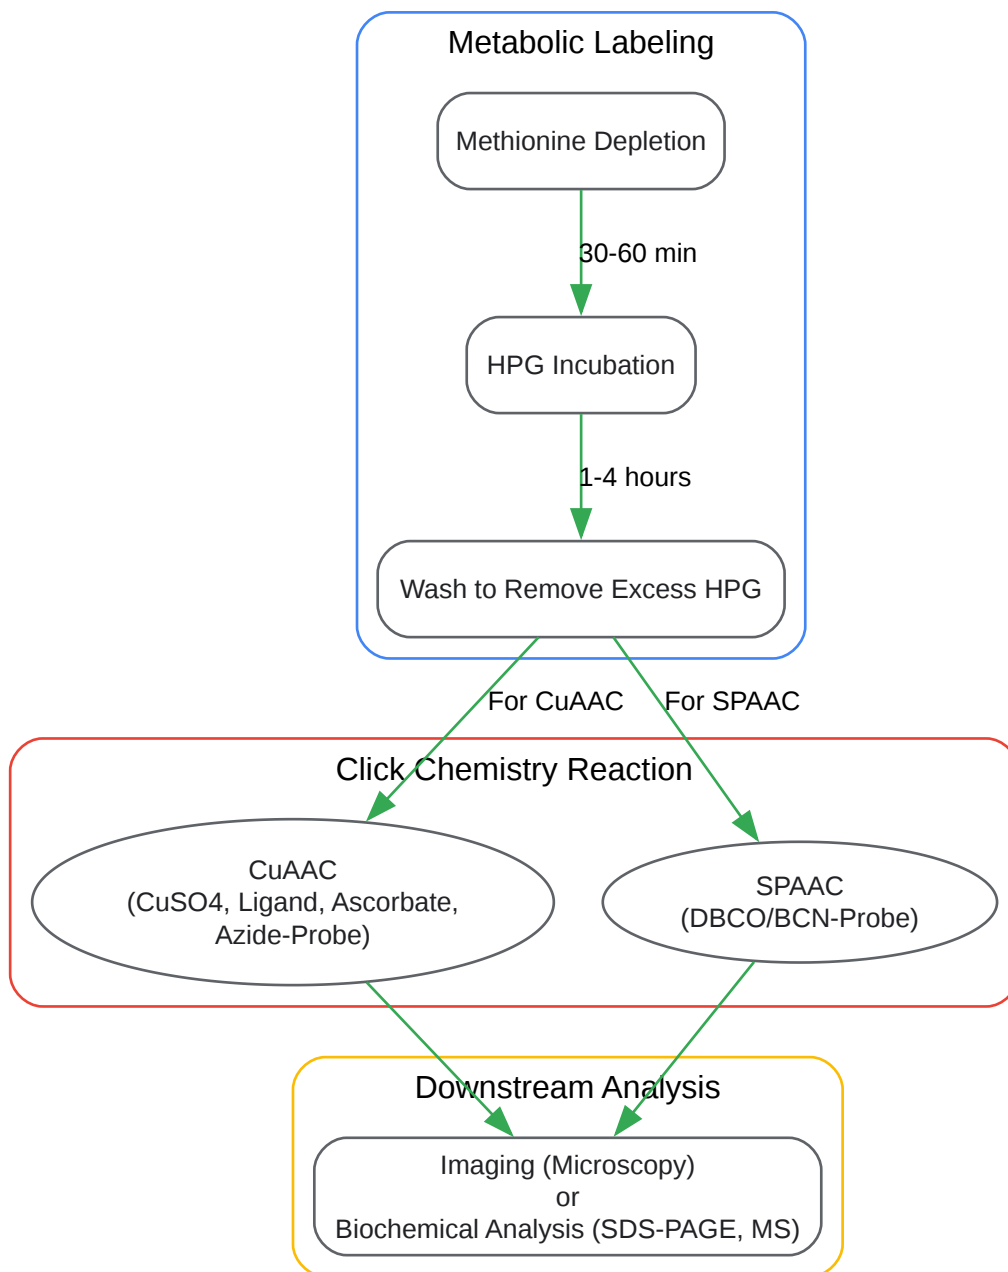 Metabolic Labeling
Methionine Depletion
30-60 min
HPG Incubation
1-4 hours
Wash to Remove Excess HPG
For CuAAC
For SPAAC
Click Chemistry Reaction
CuAAC
(CuSO4, Ligand, Ascorbate,
Azide-Probe)
SPAAC
(DBCO/BCN-Probe)
Downstream Analysis
Imaging (Microscopy)
or
Biochemical Analysis (SDS-PAGE, MS)